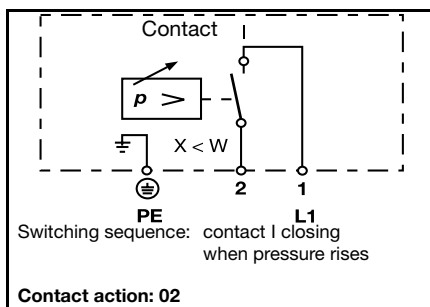 Contact I
p >
X < W
2 1
PE L1
Switching sequence: contact I closing
when pressure rises
Contact action: 02